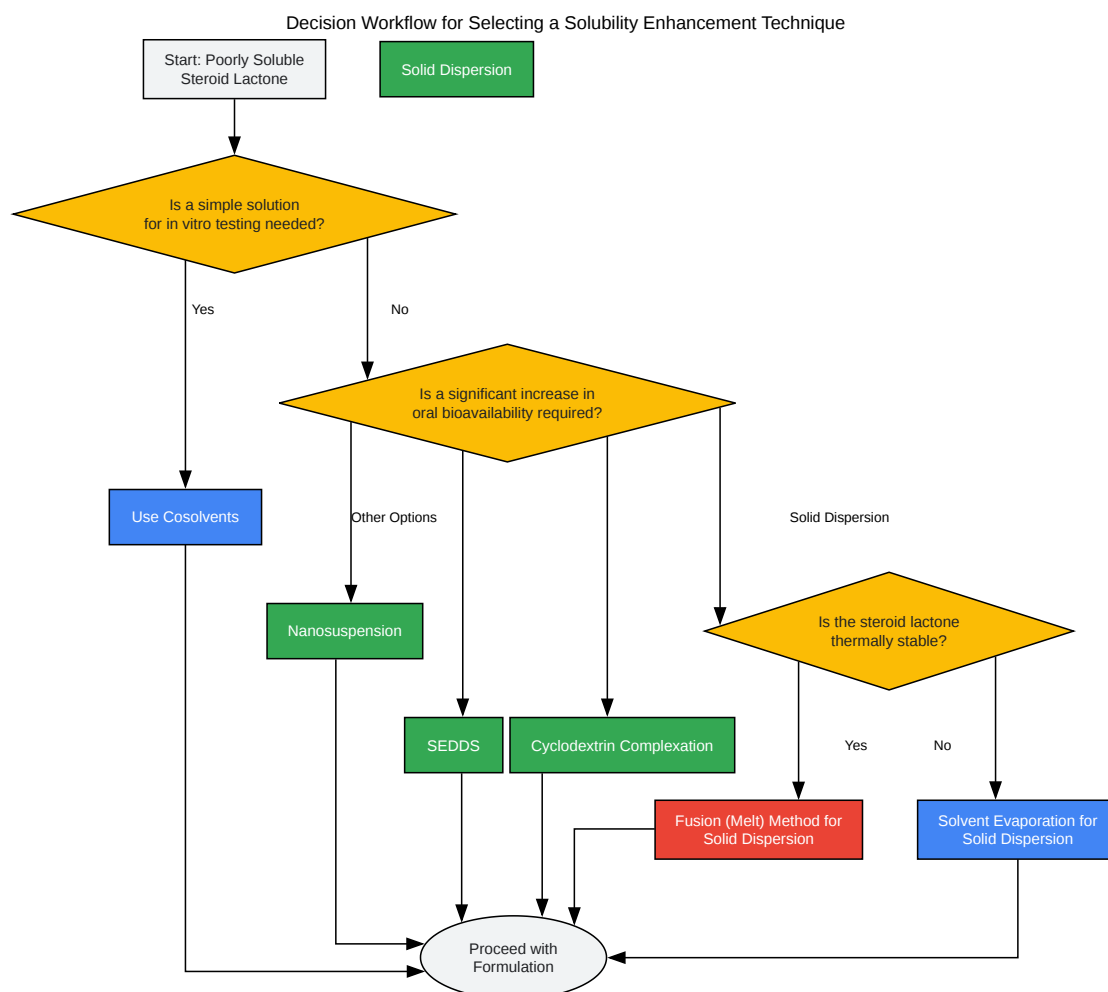 Decision Workflow for Selecting a Solubility Enhancement Technique
Start: Poorly Soluble
Steroid Lactone
Solid Dispersion
Is a simple solution
for in vitro testing needed?
Yes
No
Is a significant increase in
oral bioavailability required?
Use Cosolvents
Other Options
Solid Dispersion
Nanosuspension
Is the steroid lactone
thermally stable?
SEDDS
Cyclodextrin Complexation
Yes
No
Fusion (Melt) Method for
Solid Dispersion
Solvent Evaporation for
Solid Dispersion
Proceed with
Formulation